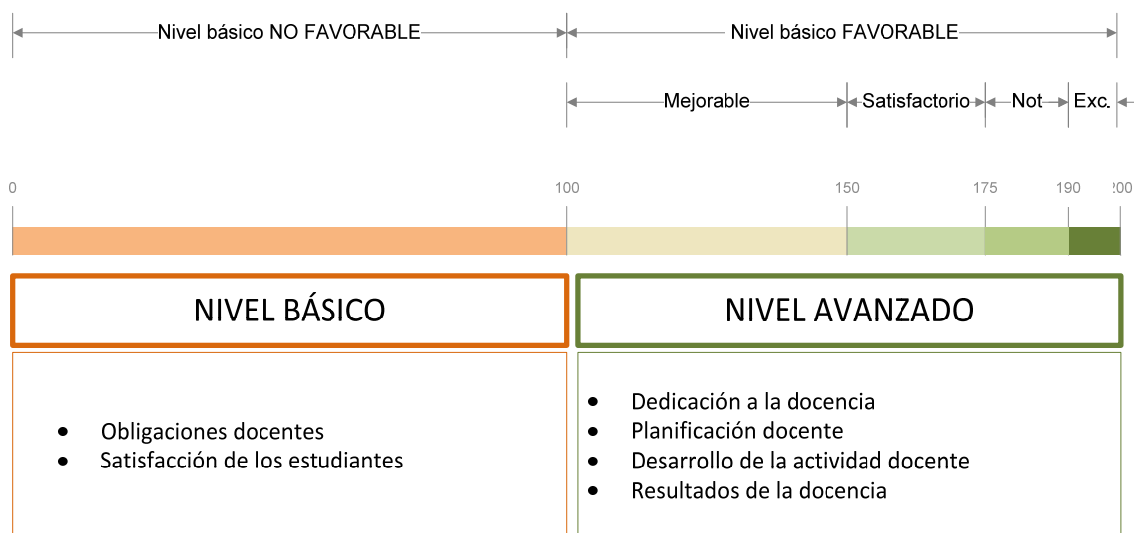 Nivel básico NO FAVORABLE
Nivel básico FAVORABLE
Mejorable
Satisfactorio
Not
Exc.
0
100
150
175
190
200
NIVEL BÁSICO
NIVEL AVANZADO
• Obligaciones docentes
• Satisfacción de los estudiantes
• Dedicación a la docencia
• Planificación docente
• Desarrollo de la actividad docente
• Resultados de la docencia